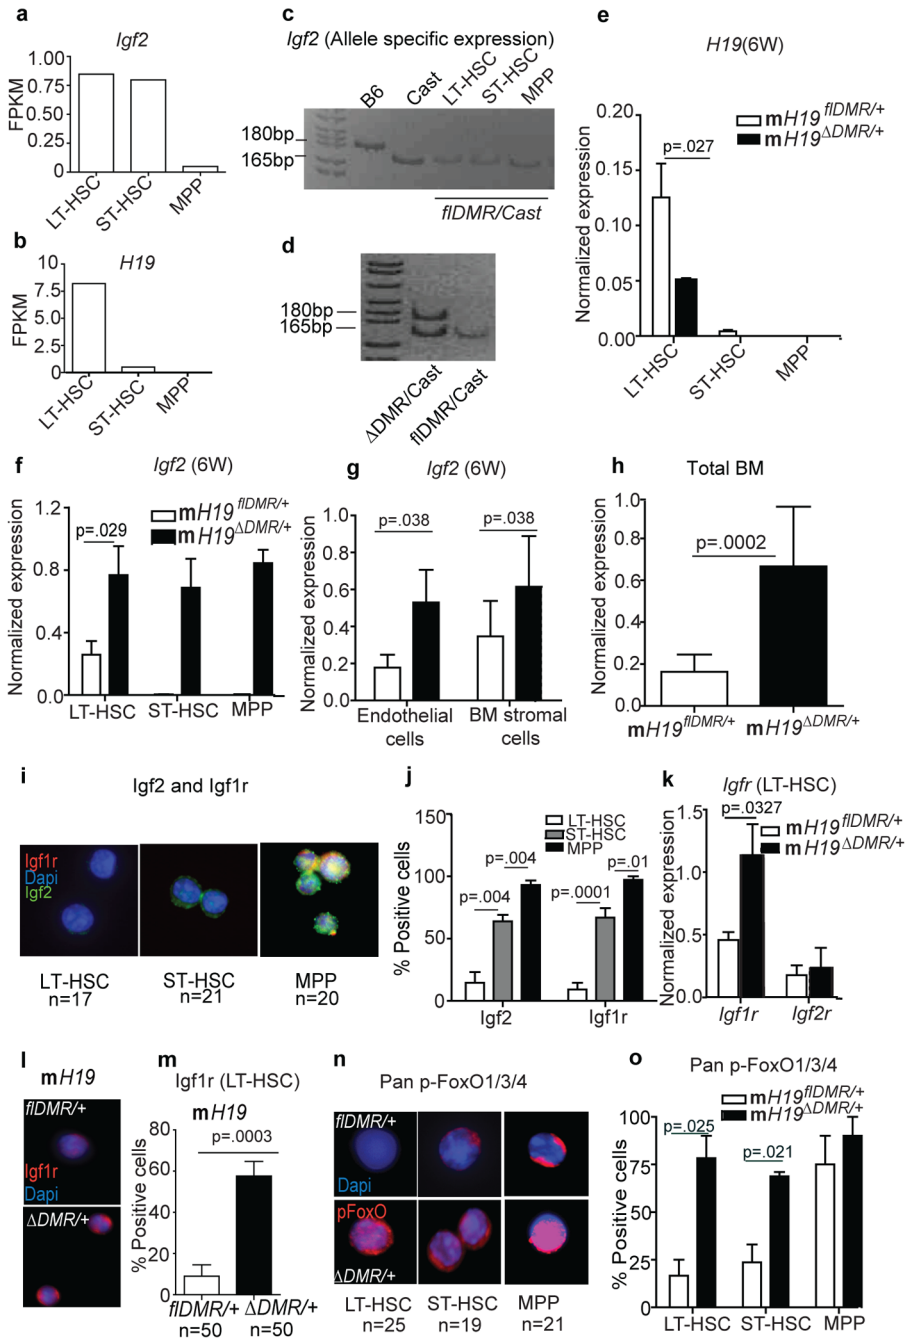 a
Igf2
FPKM
1.00
0.75
0.50
0.25
0
LT-HSC
ST-HSC
MPP
b
H19
FPKM
10
7.5
5.0
2.5
0
LT-HSC
ST-HSC
MPP
c
Igf2 (Allele specific expression)
B6
Cast
LT-HSC
ST-HSC
MPP
180bp
165bp
flDMR/Cast
d
180bp
165bp
ΔDMR/Cast
flDMR/Cast
e
H19(6W)
mH19flDMR/+
mH19ΔDMR/+
p=.027
Normalized expression
0.20
0.15
0.10
0.05
0.00
LT-HSC
ST-HSC
MPP
f
Igf2 (6W)
mH19flDMR/+
mH19ΔDMR/+
p=.029
Normalized expression
1.2
0.8
0.4
0.0
LT-HSC
ST-HSC
MPP
g
Igf2 (6W)
p=.038
p=.038
Normalized expression
1.0
0.8
0.6
0.4
0.2
0.0
Endothelial
cells
BM stromal
cells
h
Total BM
p=.0002
Normalized expression
1.0
0.8
0.6
0.4
0.2
0.0
mH19flDMR/+
mH19ΔDMR/+
i
Igf2 and Igf1r
Igf1r
Dapi
Igf2
LT-HSC
n=17
ST-HSC
n=21
MPP
n=20
j
LT-HSC
ST-HSC
MPP
p=.004
p=.004
p=.0001
p=.01
% Positive cells
150
100
50
0
Igf2
Igf1r
k
Igfr (LT-HSC)
p=.0327
mH19flDMR/+
mH19ΔDMR/+
Normalized expression
1.5
1.0
0.5
0.0
Igf1r
Igf2r
l
mH19
flDMR/+
Igf1r
Dapi
ΔDMR/+
m
Igf1r (LT-HSC)
mH19
p=.0003
% Positive cells
80
60
40
20
0
flDMR/+
n=50
ΔDMR/+
n=50
n
Pan p-FoxO1/3/4
flDMR/+
Dapi
pFoxO
ΔDMR/+
LT-HSC
n=25
ST-HSC
n=19
MPP
n=21
o
Pan p-FoxO1/3/4
mH19flDMR/+
mH19ΔDMR/+
p=.025
p=.021
% Positive cells
100
75
50
25
0
LT-HSC
ST-HSC
MPP